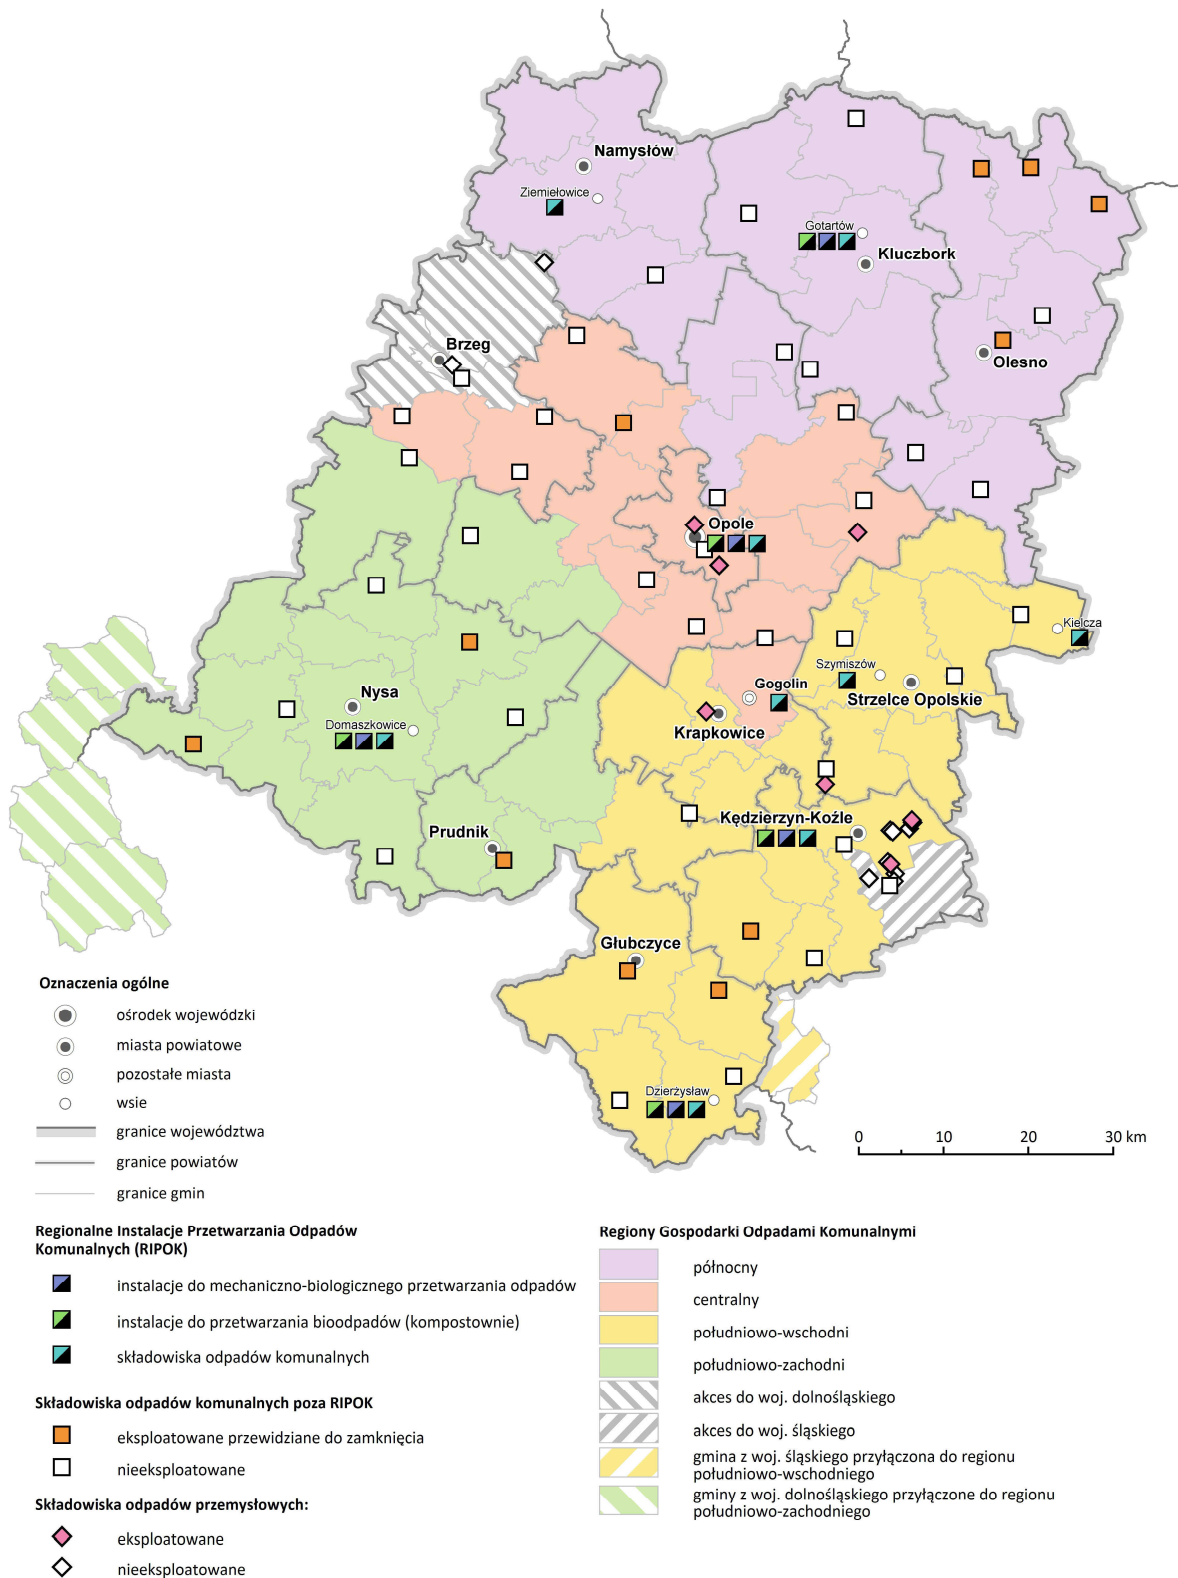 Namysłów
Ziemiełowice
Gotartów
Kluczbork
Brzeg
Olesno
Opole
Kielcza
Szymiszów
Strzelce Opolskie
Gogolin
Krapkowice
Nysa
Domaszkowice
Kędzierzyn-Koźle
Prudnik
Głubczyce
Dzierżysław
0 10 20 30 km
Oznaczenia ogólne
ośrodek wojewódzki
miasta powiatowe
pozostałe miasta
wsie
granice województwa
granice powiatów
granice gmin
Regionalne Instalacje Przetwarzania Odpadów
Komunalnych (RIPOK)
instalacje do mechaniczno-biologicznego przetwarzania odpadów
instalacje do przetwarzania bioodpadów (kompostownie)
składowiska odpadów komunalnych
Składowiska odpadów komunalnych poza RIPOK
eksploatowane przewidziane do zamknięcia
nieeksploatowane
Składowiska odpadów przemysłowych:
eksploatowane
nieeksploatowane
Regiony Gospodarki Odpadami Komunalnymi
północny
centralny
południowo-wschodni
południowo-zachodni
akces do woj. dolnośląskiego
akces do woj. śląskiego
gmina z woj. śląskiego przyłączona do regionu
południowo-wschodniego
gminy z woj. dolnośląskiego przyłączone do regionu
południowo-zachodniego